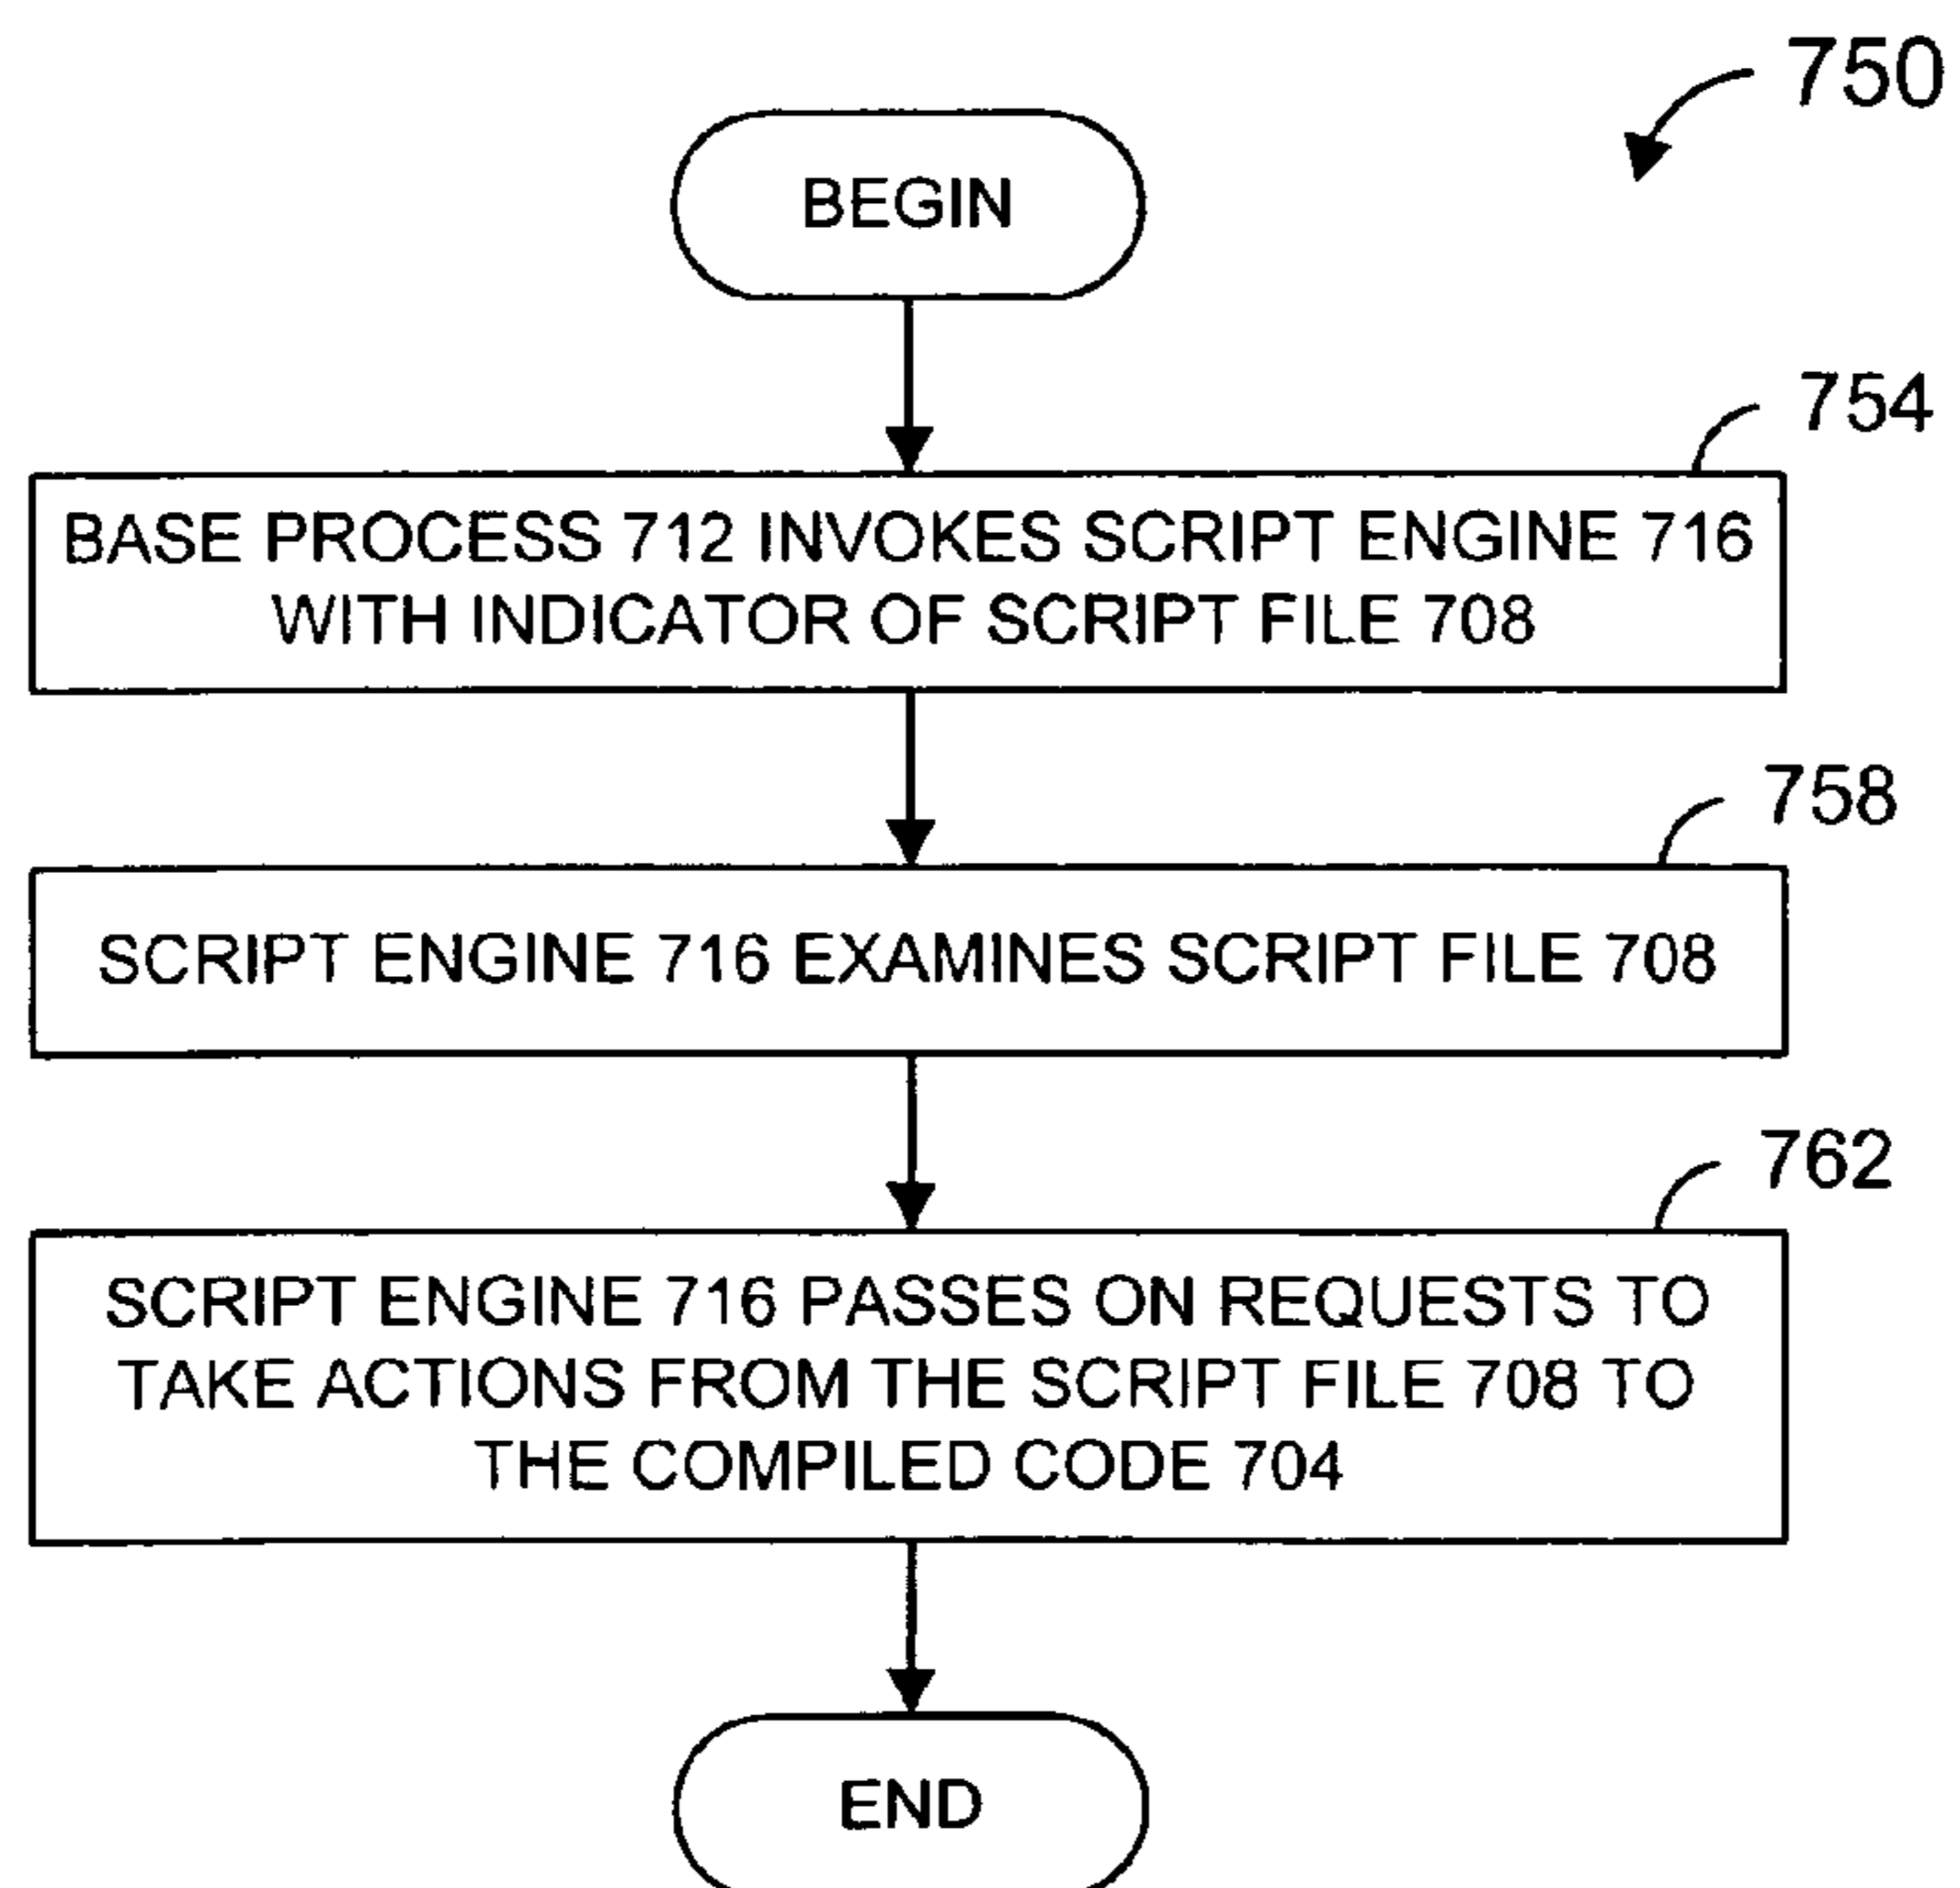 750
BEGIN
754
BASE PROCESS 712 INVOKES SCRIPT ENGINE 716
WITH INDICATOR OF SCRIPT FILE 708
758
SCRIPT ENGINE 716 EXAMINES SCRIPT FILE 708
762
SCRIPT ENGINE 716 PASSES ON REQUESTS TO
TAKE ACTIONS FROM THE SCRIPT FILE 708 TO
THE COMPILED CODE 704
END